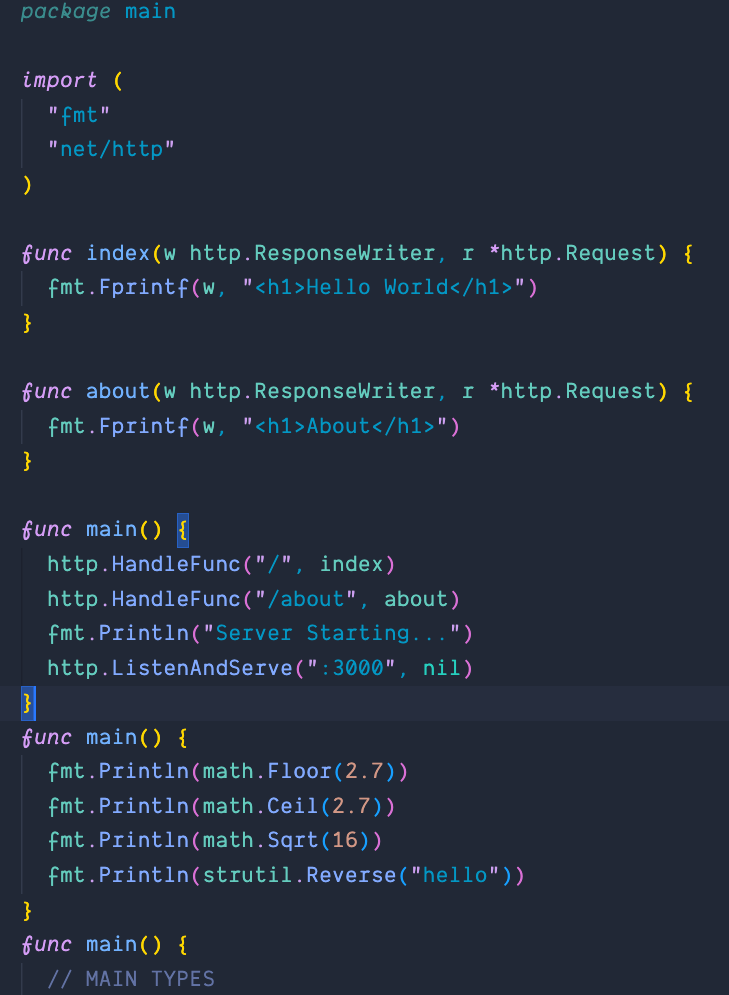 package main
import (
"fmt"
"net/http"
)
func index(w http.ResponseWriter, r *http.Request) {
fmt.Fprintf(w, "<h1>Hello World</h1>")
}
func about(w http.ResponseWriter, r *http.Request) {
fmt.Fprintf(w, "<h1>About</h1>")
}
func main() {
http.HandleFunc("/", index)
http.HandleFunc("/about", about)
fmt.Println("Server Starting...")
http.ListenAndServe(":3000", nil)
}
func main() {
fmt.Println(math.Floor(2.7))
fmt.Println(math.Ceil(2.7))
fmt.Println(math.Sqrt(16))
fmt.Println(strutil.Reverse("hello"))
}
func main() {
// MAIN TYPES